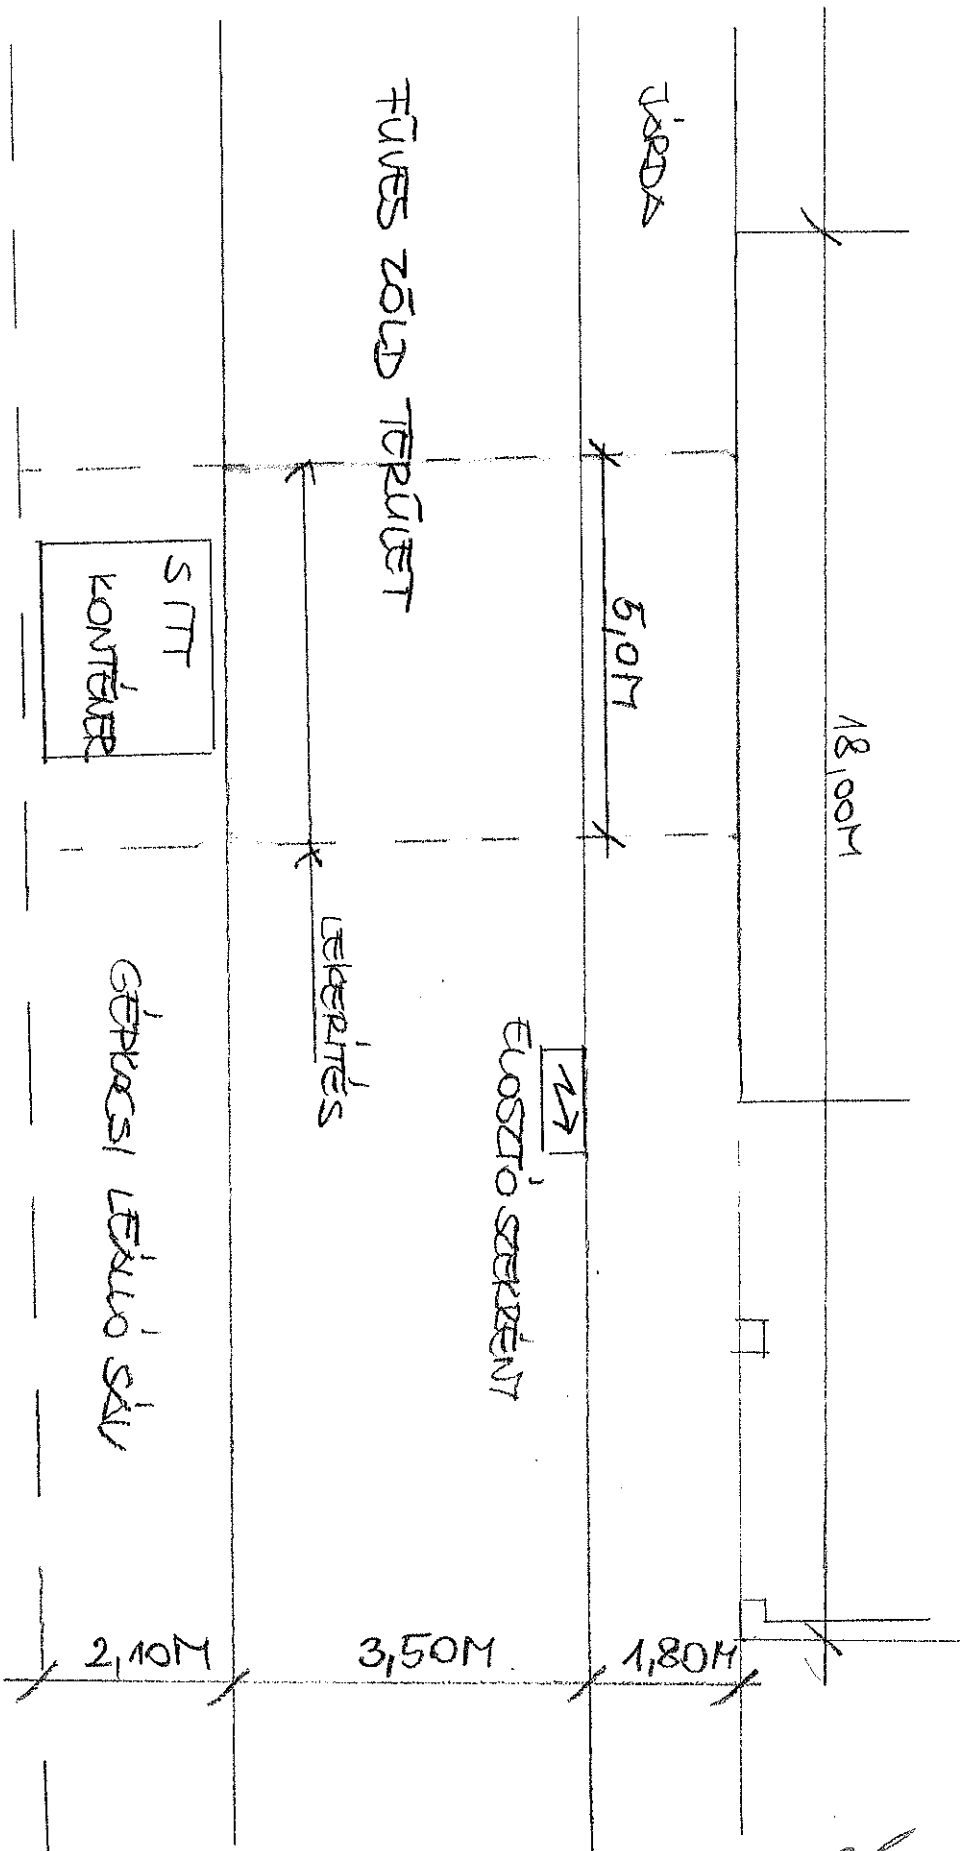 18,00M
JÁRDA
5,0M
1,80M
ELOSZTÓ SZEKRÉNY
FÜVES ZÖLD TERÜLET
LEKERÍTÉS
3,50M
SITT
KONTÉNER
GÉPKOCSI LEÁLLÓ SÁV
2,10M